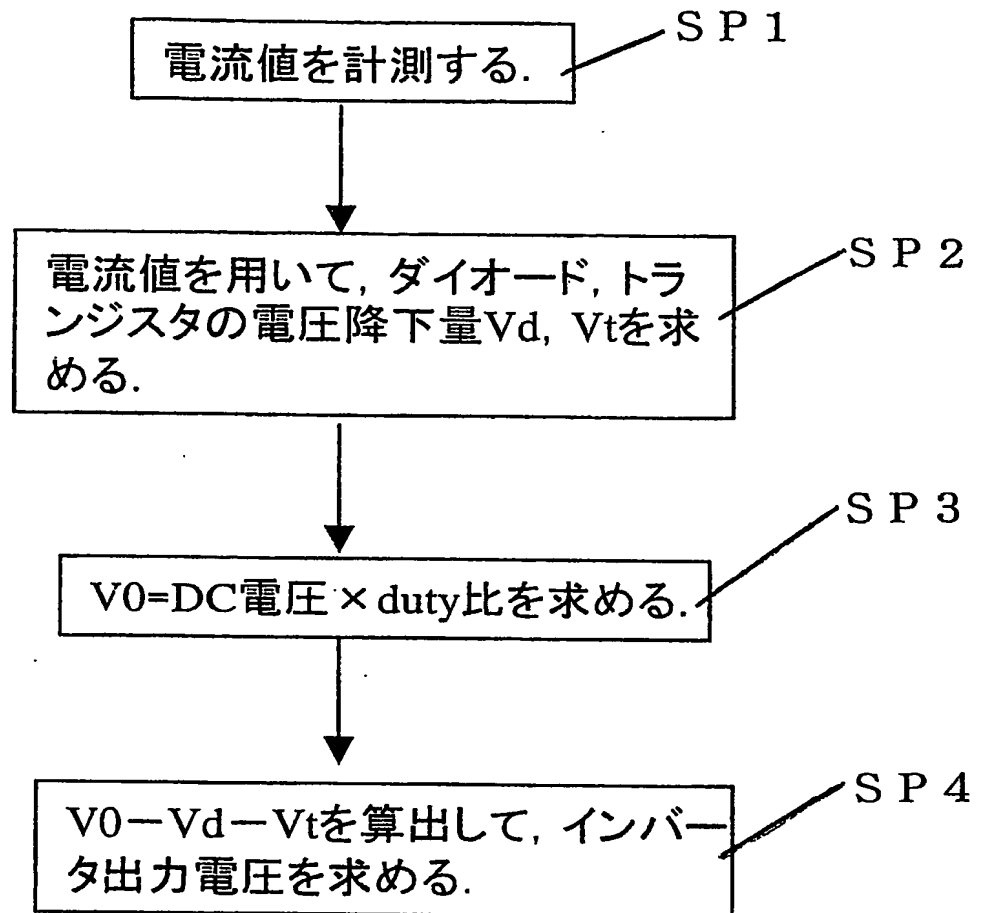 電流値を計測する.
SP1
電流値を用いて, ダイオード, トラ
ンジスタの電圧降下量Vd, Vtを求
める.
SP2
V0=DC電圧×duty比を求める.
SP3
V0－Vd－Vtを算出して, インバー
タ出力電圧を求める.
SP4